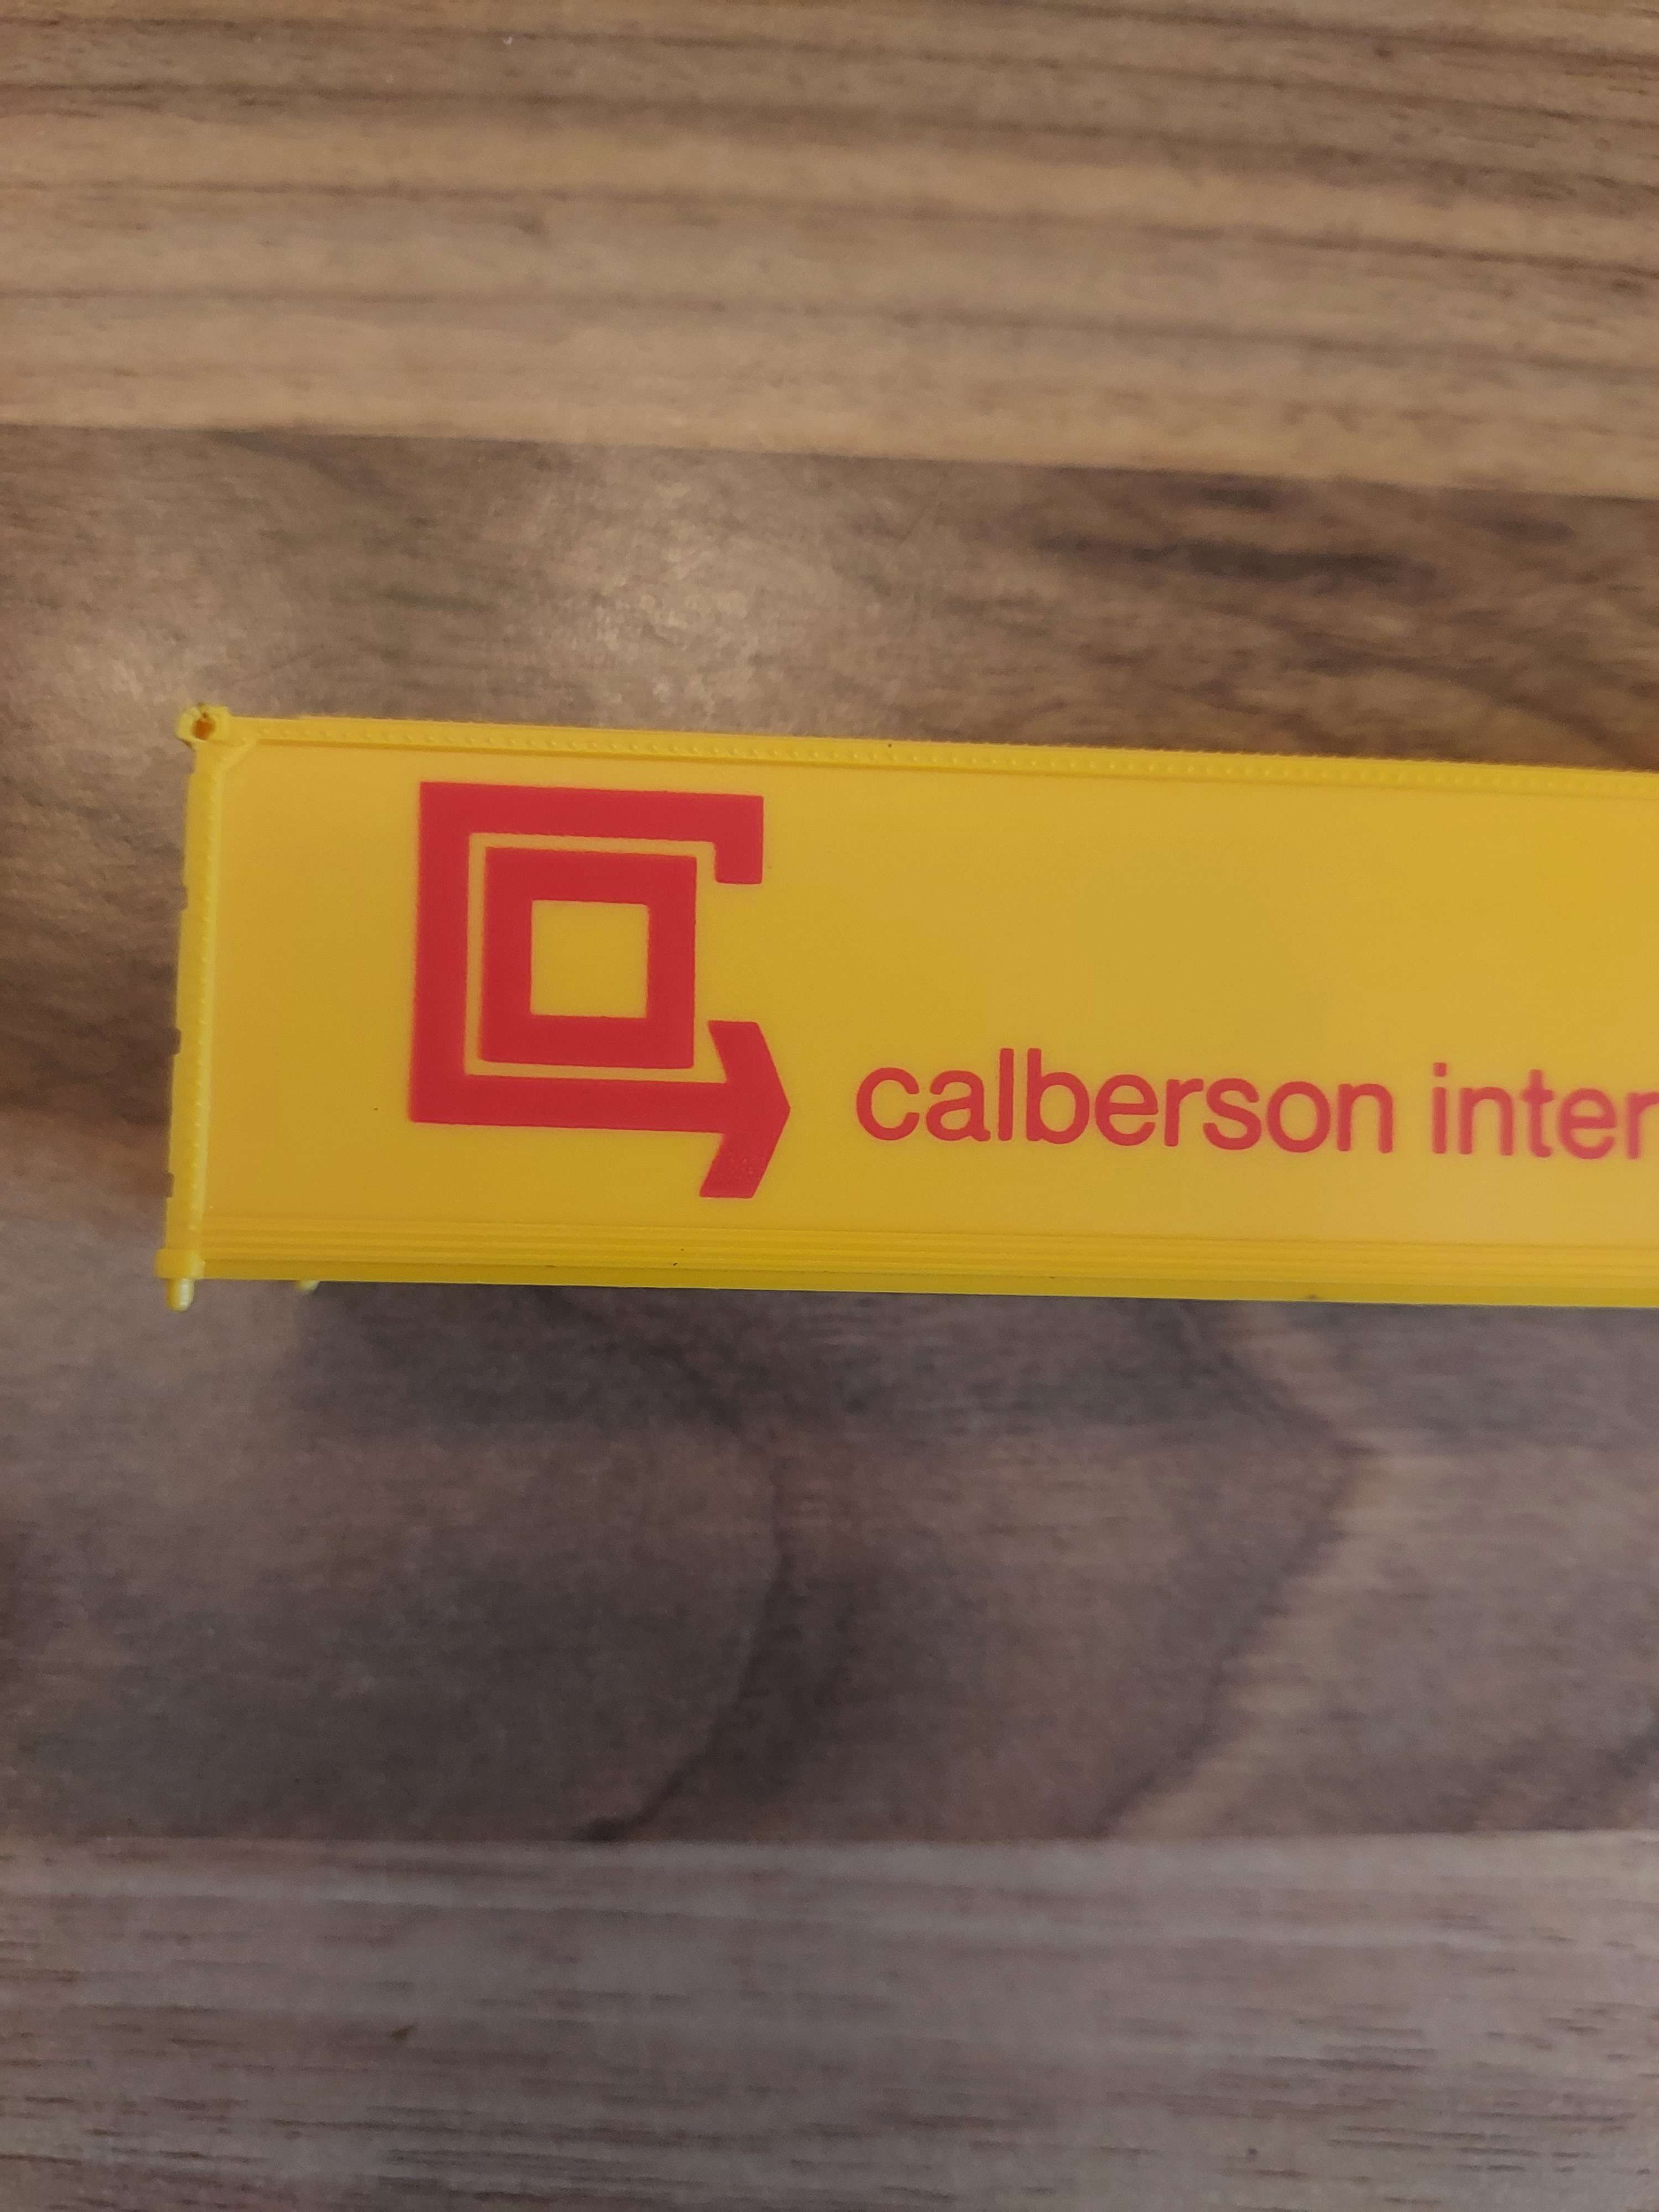 calberson inter